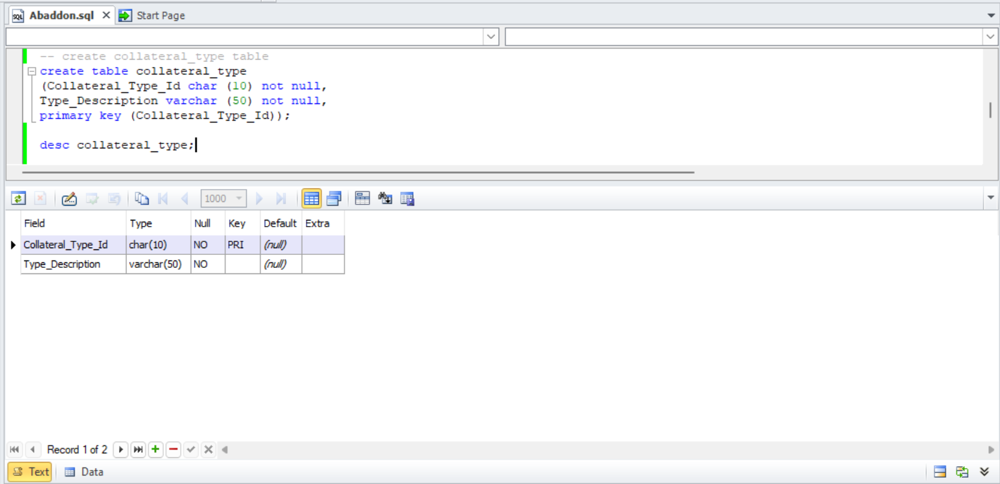 Abaddon.sql Start Page
-- create collateral_type table
create table collateral_type
(Collateral_Type_Id char (10) not null,
Type_Description varchar (50) not null,
primary key (Collateral_Type_Id));
desc collateral_type;
1000
Field Type Null Key Default Extra
Collateral_Type_Id char(10) NO PRI (null)
Type_Description varchar(50) NO (null)
Record 1 of 2
Text Data